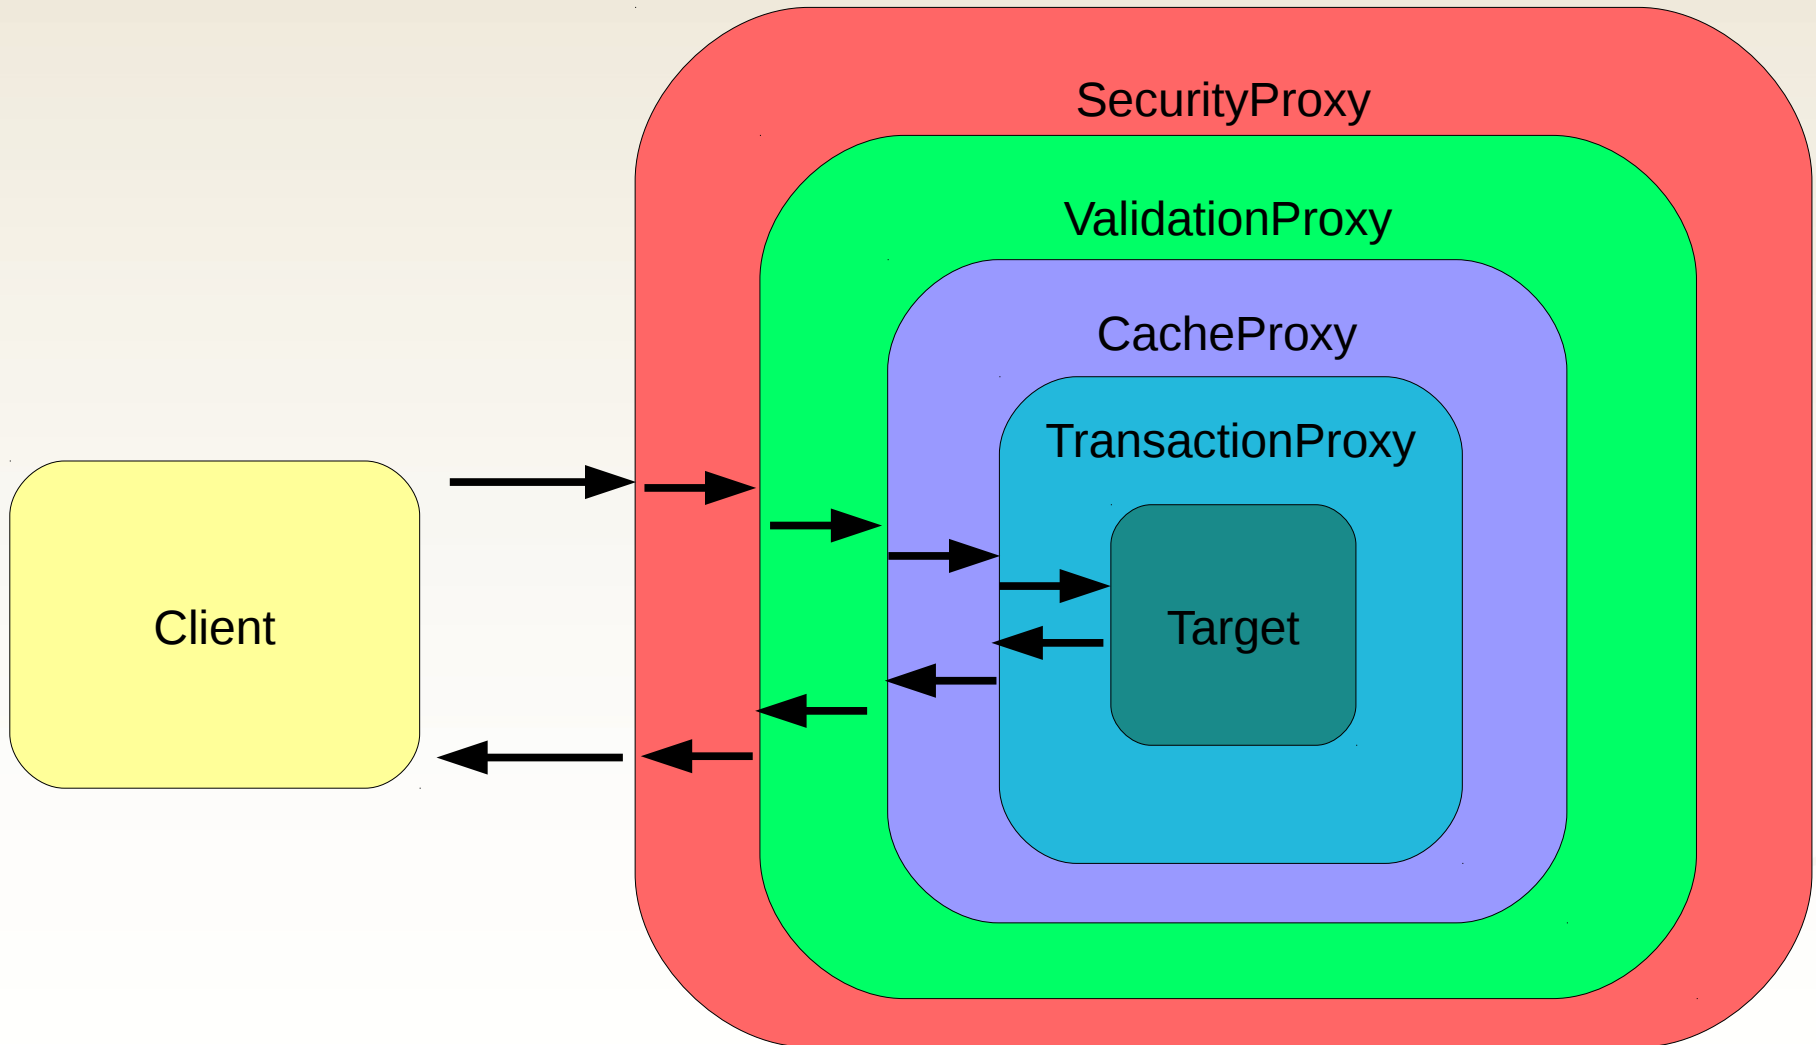 SecurityProxy
ValidationProxy
CacheProxy
TransactionProxy
Client
Target